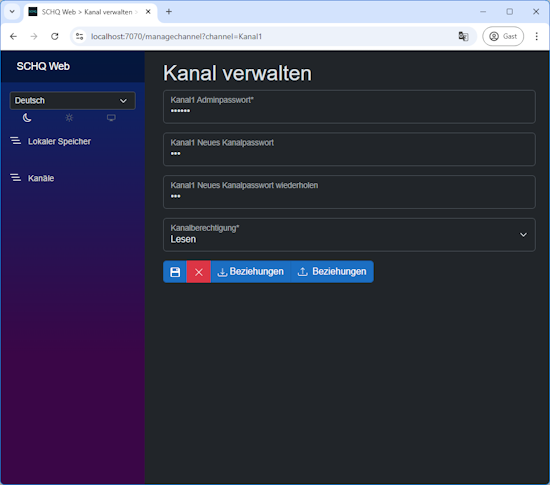 SCHQ Web > Kanal verwalten >
localhost:7070/managechannel?channel=Kanal1
Gast
SCHQ Web
Deutsch
Lokaler Speicher
Kanäle
Kanal verwalten
Kanal1 Adminpasswort*
••••••
Kanal1 Neues Kanalpasswort
•••
Kanal1 Neues Kanalpasswort wiederholen
•••
Kanalberechtigung*
Lesen
Beziehungen
Beziehungen